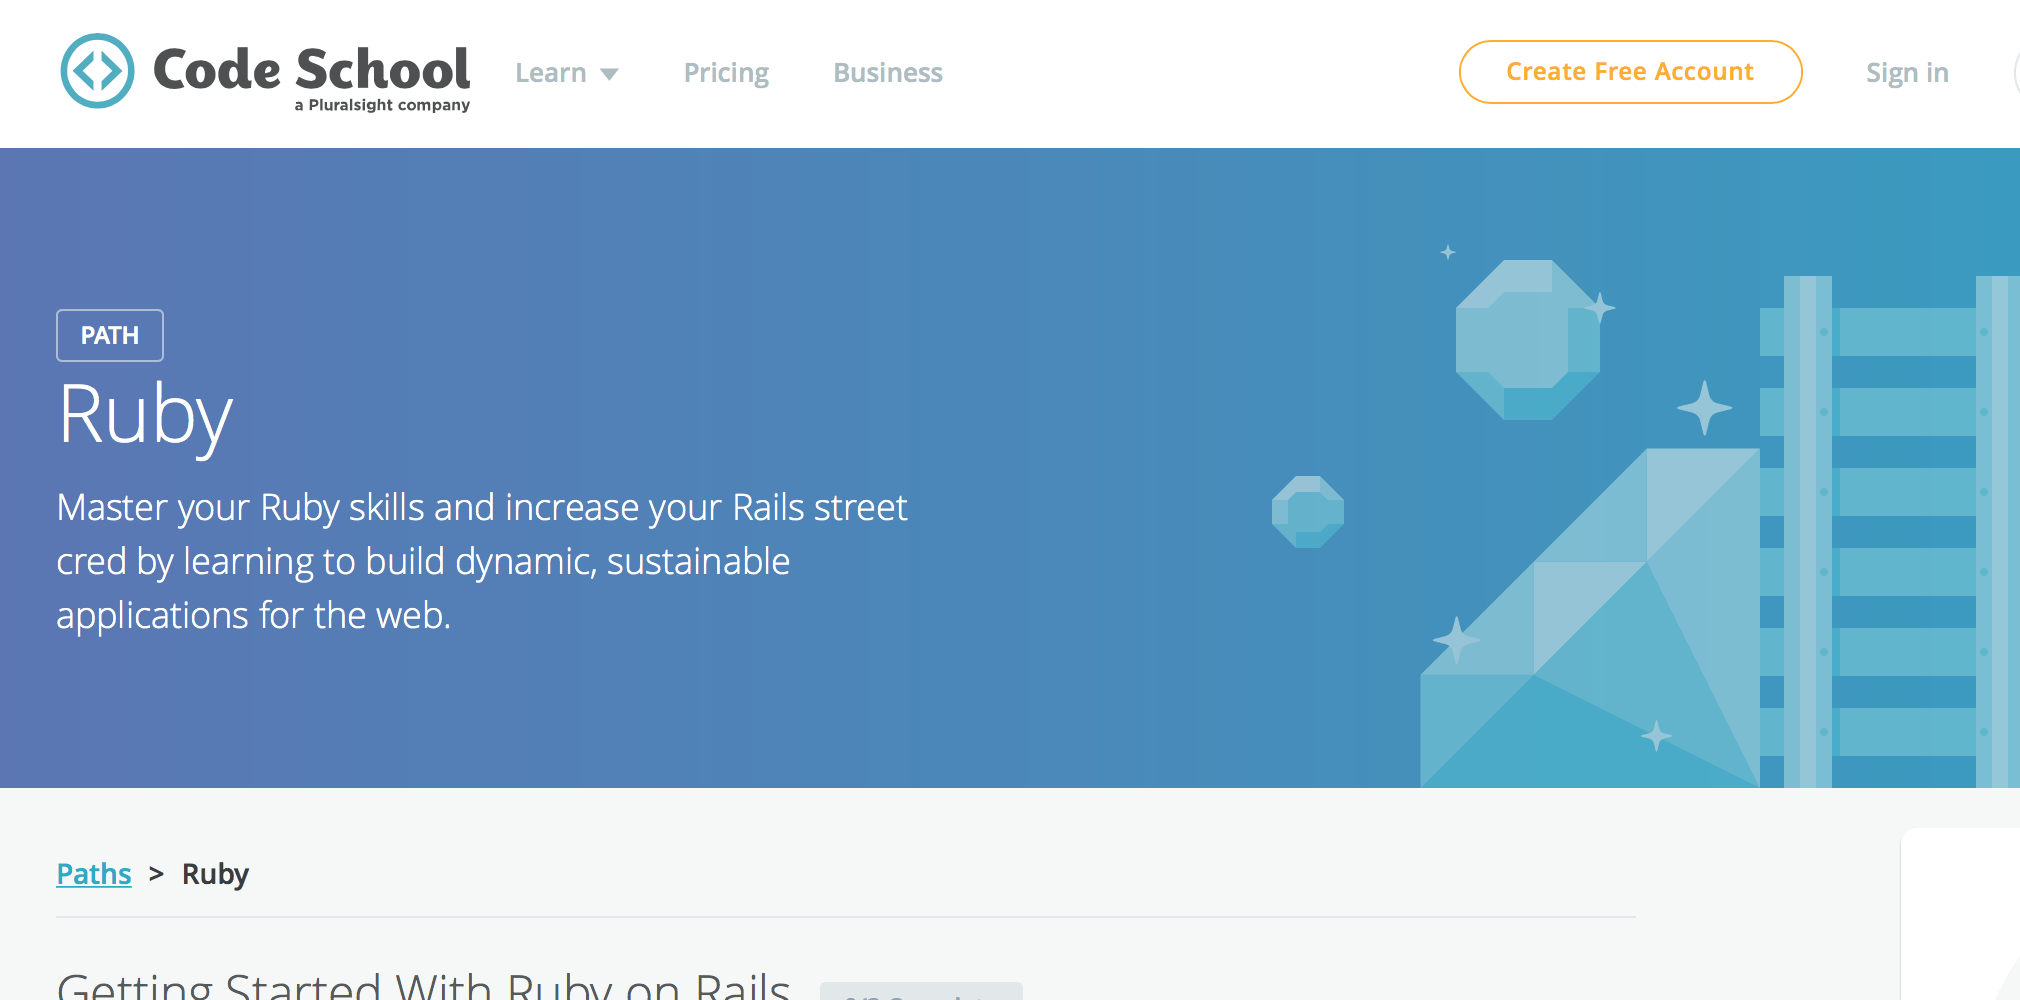 Code School
a Pluralsight company
Learn
Pricing
Business
Create Free Account
Sign in
PATH
Ruby
Master your Ruby skills and increase your Rails street
cred by learning to build dynamic, sustainable
applications for the web.
Paths > Ruby
Getting Started With Ruby on Rails